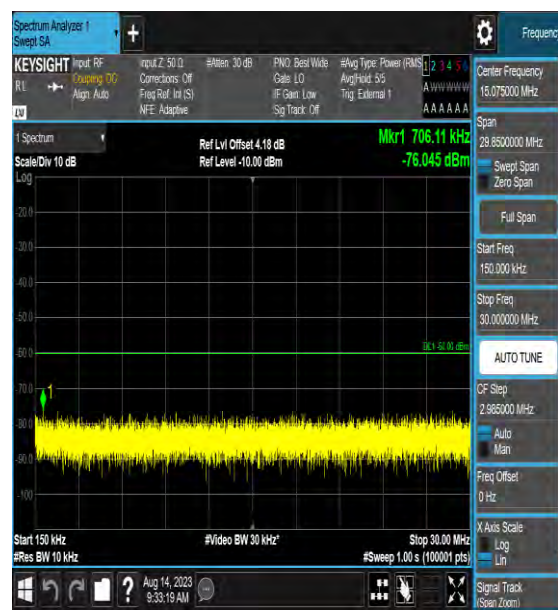 Spectrum Analyzer 1
Swept SA
+
Frequenc
KEYSIGHT
RL
LXI
Input: RF
Coupling: DC
Align: Auto
Input Z: 50 Ω
Corrections: Off
Freq Ref: Int (S)
NFE: Adaptive
#Atten: 30 dB
PNO: Best Wide
Gate: LO
IF Gain: Low
Sig Track: Off
#Avg Type: Power (RMS
Avg|Hold: 5/5
Trig: External 1
1 2 3 4 5 6
A W W W W W
A A A A A A
1 Spectrum
Scale/Div 10 dB
Log
Ref Lvl Offset 4.18 dB
Ref Level -10.00 dBm
Mkr1 706.11 kHz
-76.045 dBm
-20.0
-30.0
-40.0
-50.0
-60.0
-70.0
-80.0
-90.0
-100
1
Start 150 kHz
#Res BW 10 kHz
#Video BW 30 kHz*
Stop 30.00 MHz
#Sweep 1.00 s (100001 pts)
Center Frequency
15.075000 MHz
Span
29.8500000 MHz
Swept Span
Zero Span
Full Span
Start Freq
150.000 kHz
Stop Freq
30.000000 MHz
AUTO TUNE
CF Step
2.985000 MHz
Auto
Man
Freq Offset
0 Hz
X Axis Scale
Log
Lin
Signal Track
(Span Zoom)
?
Aug 14, 2023
9:33:19 AM